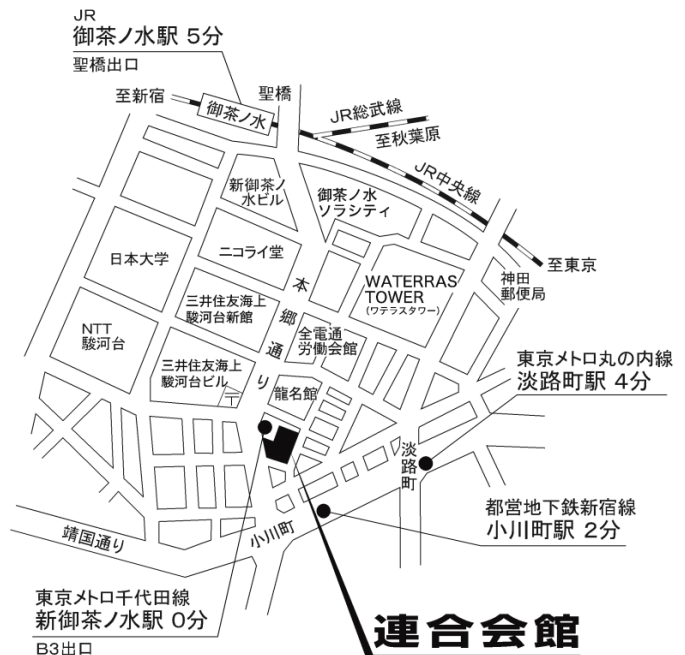 JR
御茶ノ水駅 5分
聖橋出口
至新宿
御茶ノ水
聖橋
JR総武線
至秋葉原
JR中央線
至東京
新御茶ノ
水ビル
御茶ノ水
ソラシティ
日本大学
ニコライ堂
本郷通り
WATERRAS
TOWER
(ワテラスタワー)
神田
郵便局
三井住友海上
駿河台新館
NTT
駿河台
全電通
労働会館
三井住友海上
駿河台ビル
〒
龍名館
東京メトロ丸の内線
淡路町駅 4分
淡路町
都営地下鉄新宿線
小川町駅 2分
靖国通り
小川町
東京メトロ千代田線
新御茶ノ水駅 0分
B3出口
連合会館